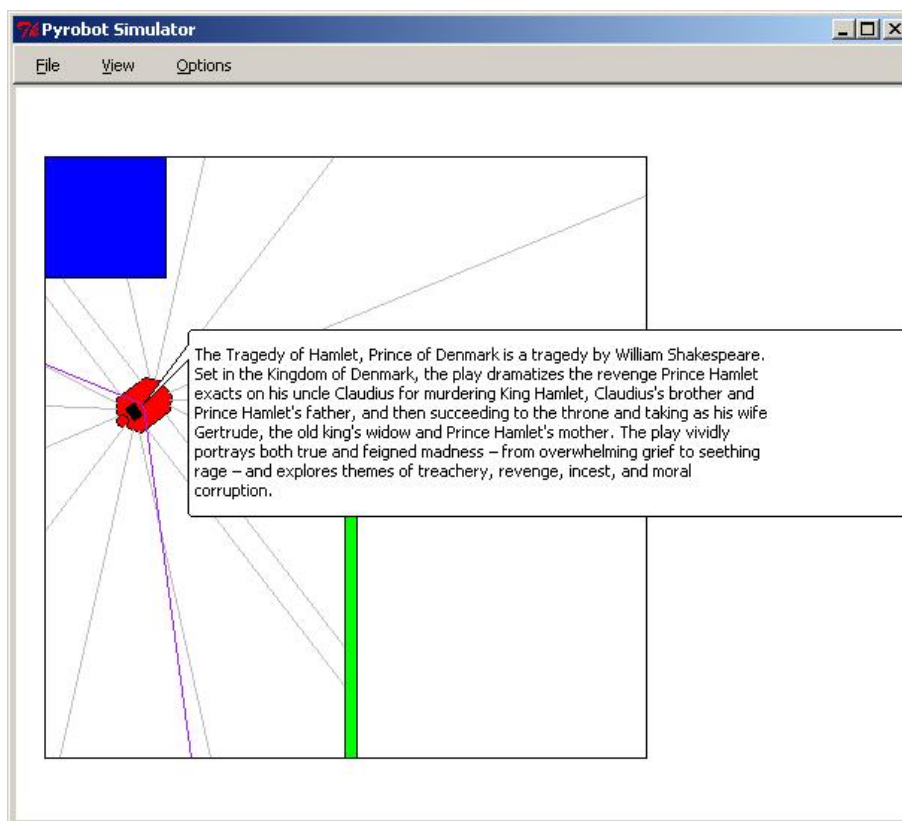 Pyrobot Simulator
File View Options
The Tragedy of Hamlet, Prince of Denmark is a tragedy by William Shakespeare.
Set in the Kingdom of Denmark, the play dramatizes the revenge Prince Hamlet
exacts on his uncle Claudius for murdering King Hamlet, Claudius's brother and
Prince Hamlet's father, and then succeeding to the throne and taking as his wife
Gertrude, the old king's widow and Prince Hamlet's mother. The play vividly
portrays both true and feigned madness – from overwhelming grief to seething
rage – and explores themes of treachery, revenge, incest, and moral
corruption.